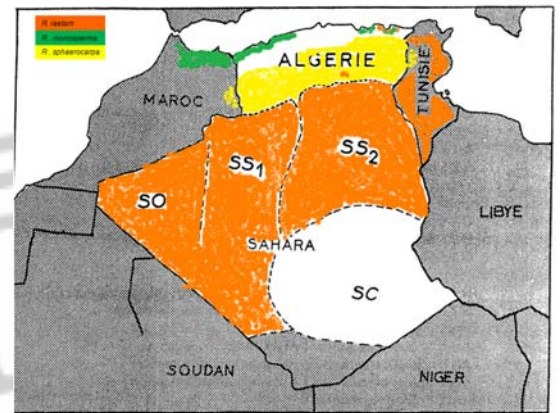 R. raetam
R. monosperma
R. sphaerocarpa
ALGERIE
TUNISIE
MAROC
SS1
SS2
SO
LIBYE
SAHARA
SC
SOUDAN
NIGER